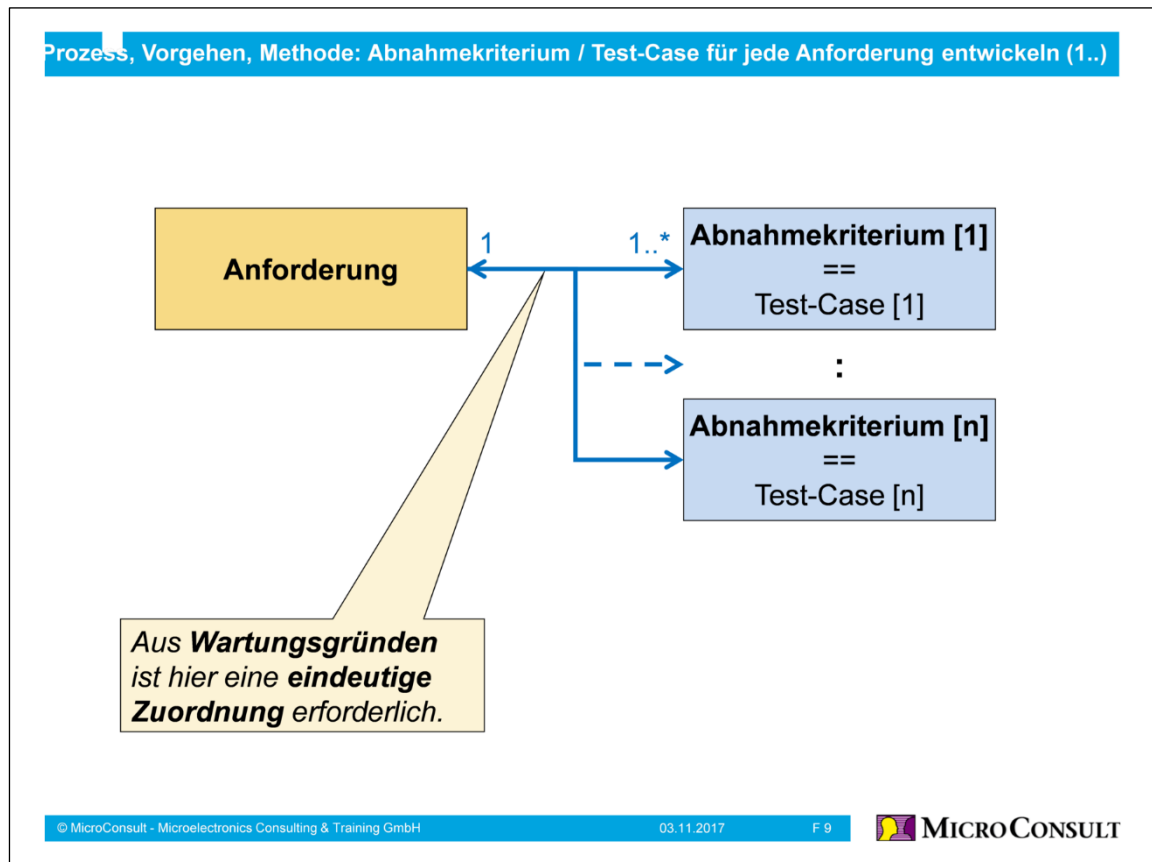 Prozess, Vorgehen, Methode: Abnahmekriterium / Test-Case für jede Anforderung entwickeln (1..)
Anforderung
1
1..*
Abnahmekriterium [1]
==
Test-Case [1]
:
Abnahmekriterium [n]
==
Test-Case [n]
Aus Wartungsgründen
ist hier eine eindeutige
Zuordnung erforderlich.
© MicroConsult - Microelectronics Consulting & Training GmbH
03.11.2017
F 9
MICROCONSULT